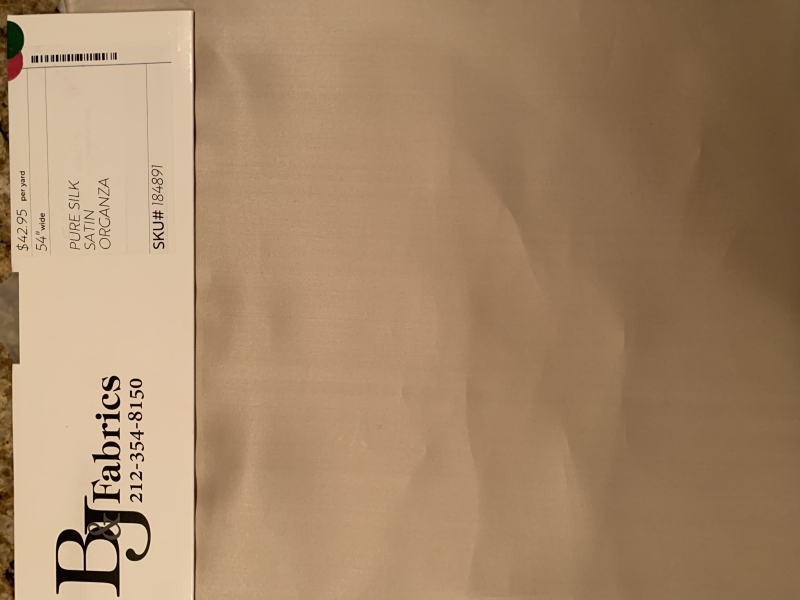 $42.95 per yard
54" wide
PURE SILK
SATIN
ORGANZA
SKU# 184891
B&J Fabrics
212-354-8150